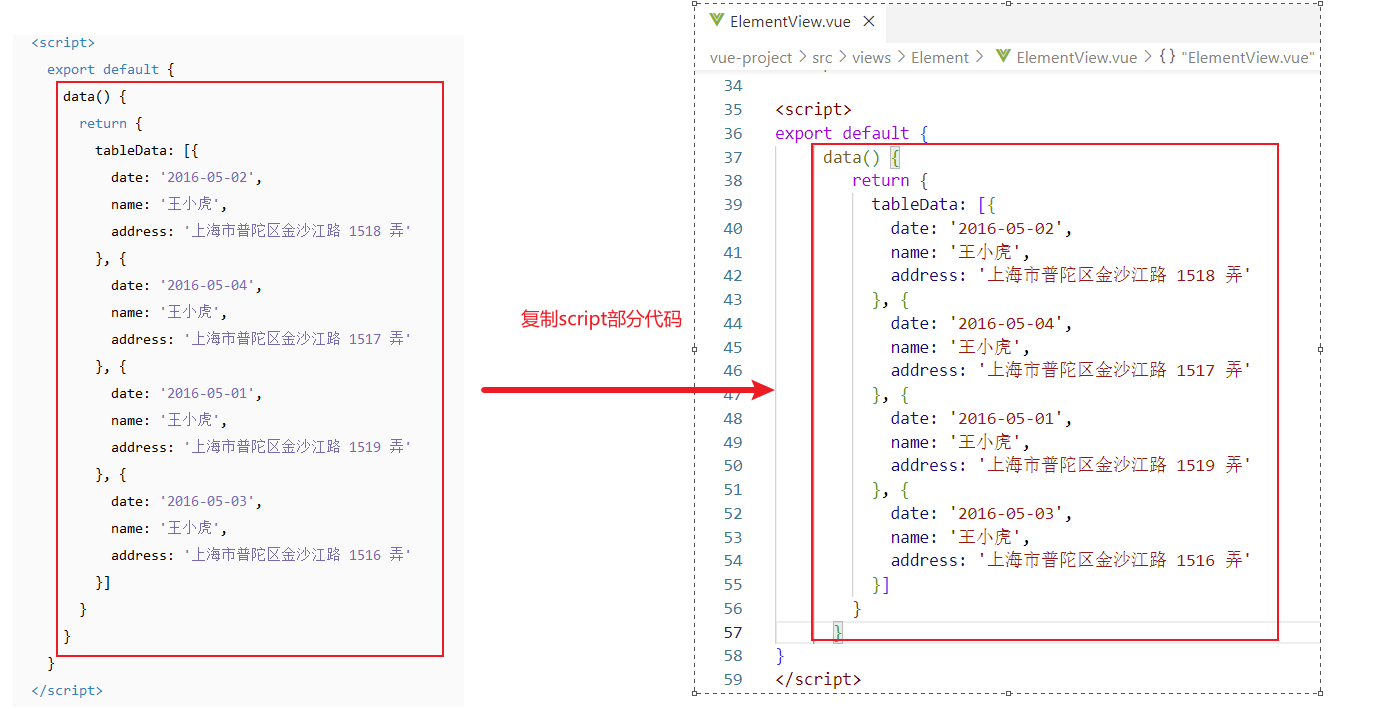 <script>
export default {
data() {
return {
tableData: [{
date: '2016-05-02',
name: '王小虎',
address: '上海市普陀区金沙江路 1518 弄'
}, {
date: '2016-05-04',
name: '王小虎',
address: '上海市普陀区金沙江路 1517 弄'
}, {
date: '2016-05-01',
name: '王小虎',
address: '上海市普陀区金沙江路 1519 弄'
}, {
date: '2016-05-03',
name: '王小虎',
address: '上海市普陀区金沙江路 1516 弄'
}]
}
}
}
</script>
复制script部分代码
ElementView.vue ×
vue-project > src > views > Element > ElementView.vue > {} "ElementView.vue"
34
35 <script>
36 export default {
37 data() {
38 return {
39 tableData: [{
40 date: '2016-05-02',
41 name: '王小虎',
42 address: '上海市普陀区金沙江路 1518 弄'
43 }, {
44 date: '2016-05-04',
45 name: '王小虎',
46 address: '上海市普陀区金沙江路 1517 弄'
47 }, {
48 date: '2016-05-01',
49 name: '王小虎',
50 address: '上海市普陀区金沙江路 1519 弄'
51 }, {
52 date: '2016-05-03',
53 name: '王小虎',
54 address: '上海市普陀区金沙江路 1516 弄'
55 }]
56 }
57 }
58 }
59 </script>